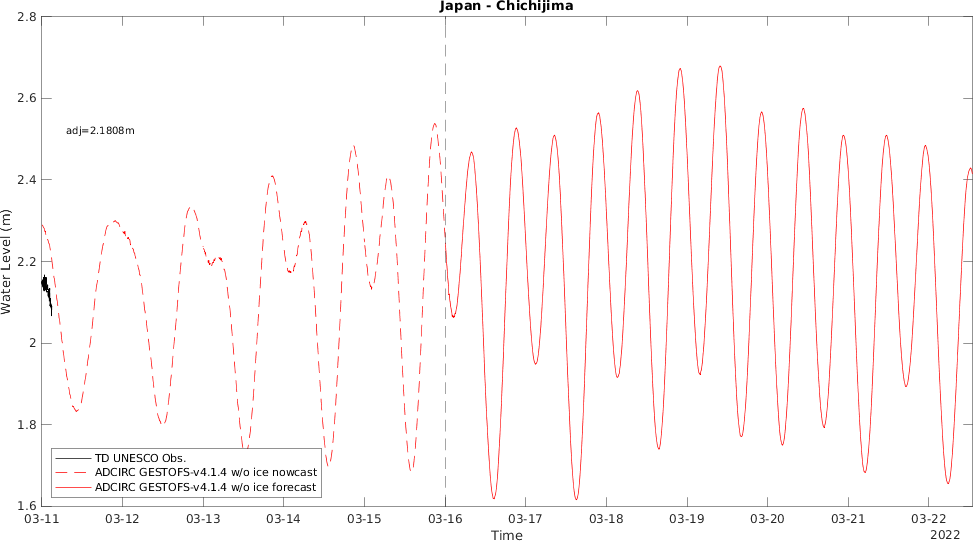 Japan - Chichijima
2.8
2.6
2.4
2.2
2
1.8
1.6
Water Level (m)
adj=2.1808m
TD UNESCO Obs.
ADCIRC GESTOFS-v4.1.4 w/o ice nowcast
ADCIRC GESTOFS-v4.1.4 w/o ice forecast
03-11 03-12 03-13 03-14 03-15 03-16 03-17 03-18 03-19 03-20 03-21 03-22
Time
2022